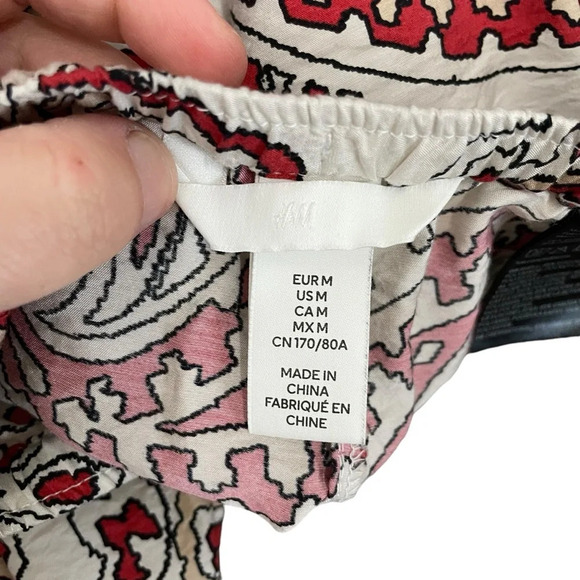 H&M
EUR M
US M
CA M
MX M
CN 170/80A
MADE IN
CHINA
FABRIQUÉ EN
CHINE